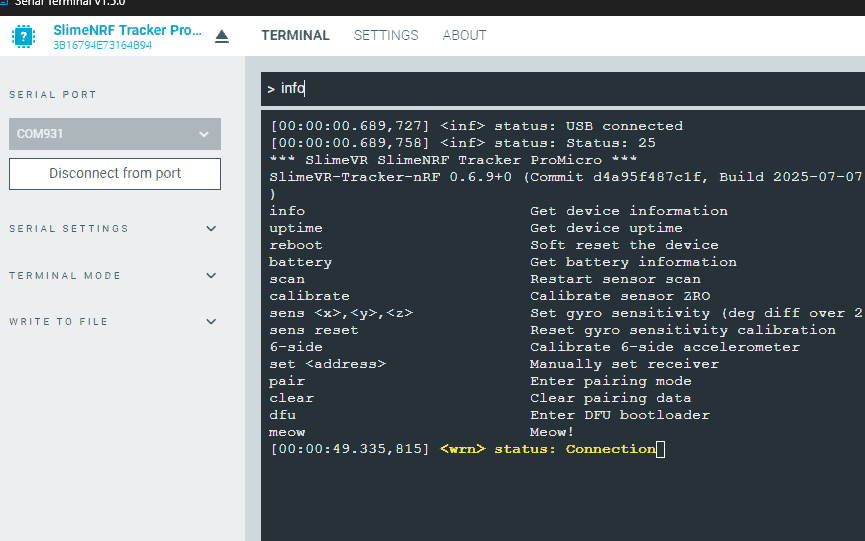 Serial Terminal v1.5.0
SlimeNRF Tracker Pro...
3B16794E73164B94
TERMINAL SETTINGS ABOUT
SERIAL PORT
COM931
Disconnect from port
SERIAL SETTINGS
TERMINAL MODE
WRITE TO FILE
> info
[00:00:00.689,727] <inf> status: USB connected
[00:00:00.689,758] <inf> status: Status: 25
*** SlimeVR SlimeNRF Tracker ProMicro ***
SlimeVR-Tracker-nRF 0.6.9+0 (Commit d4a95f487c1f, Build 2025-07-07
)
info Get device information
uptime Get device uptime
reboot Soft reset the device
battery Get battery information
scan Restart sensor scan
calibrate Calibrate sensor ZRO
sens <x>,<y>,<z> Set gyro sensitivity (deg diff over 2
sens reset Reset gyro sensitivity calibration
6-side Calibrate 6-side accelerometer
set <address> Manually set receiver
pair Enter pairing mode
clear Clear pairing data
dfu Enter DFU bootloader
meow Meow!
[00:00:49.335,815] <wrn> status: Connection